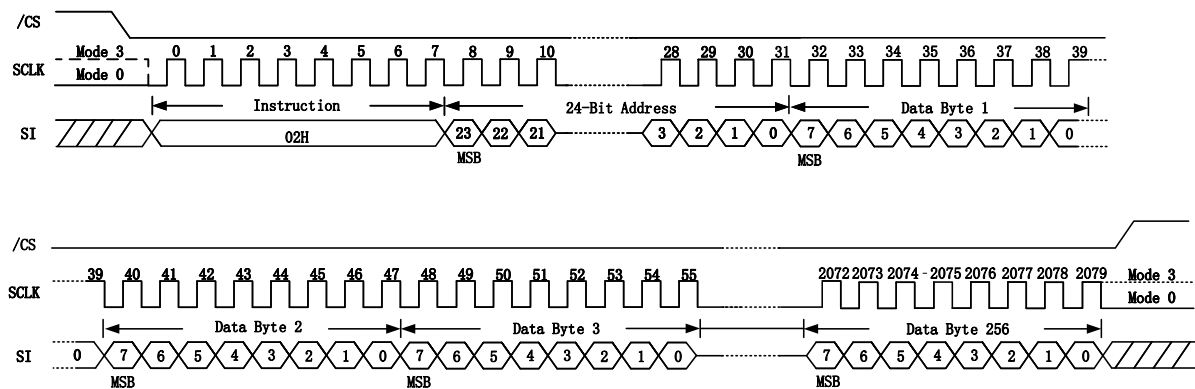 /CS
Mode 3 0 1 2 3 4 5 6 7 8 9 10 28 29 30 31 32 33 34 35 36 37 38 39
SCLK
Mode 0
Instruction 24-Bit Address Data Byte 1
SI 02H 23 22 21 3 2 1 0 7 6 5 4 3 2 1 0
MSB MSB
/CS
39 40 41 42 43 44 45 46 47 48 49 50 51 52 53 54 55 2072 2073 2074 - 2075 2076 2077 2078 2079 Mode 3
SCLK
Mode 0
Data Byte 2 Data Byte 3 Data Byte 256
SI 0 7 6 5 4 3 2 1 0 7 6 5 4 3 2 1 0 7 6 5 4 3 2 1 0
MSB MSB MSB